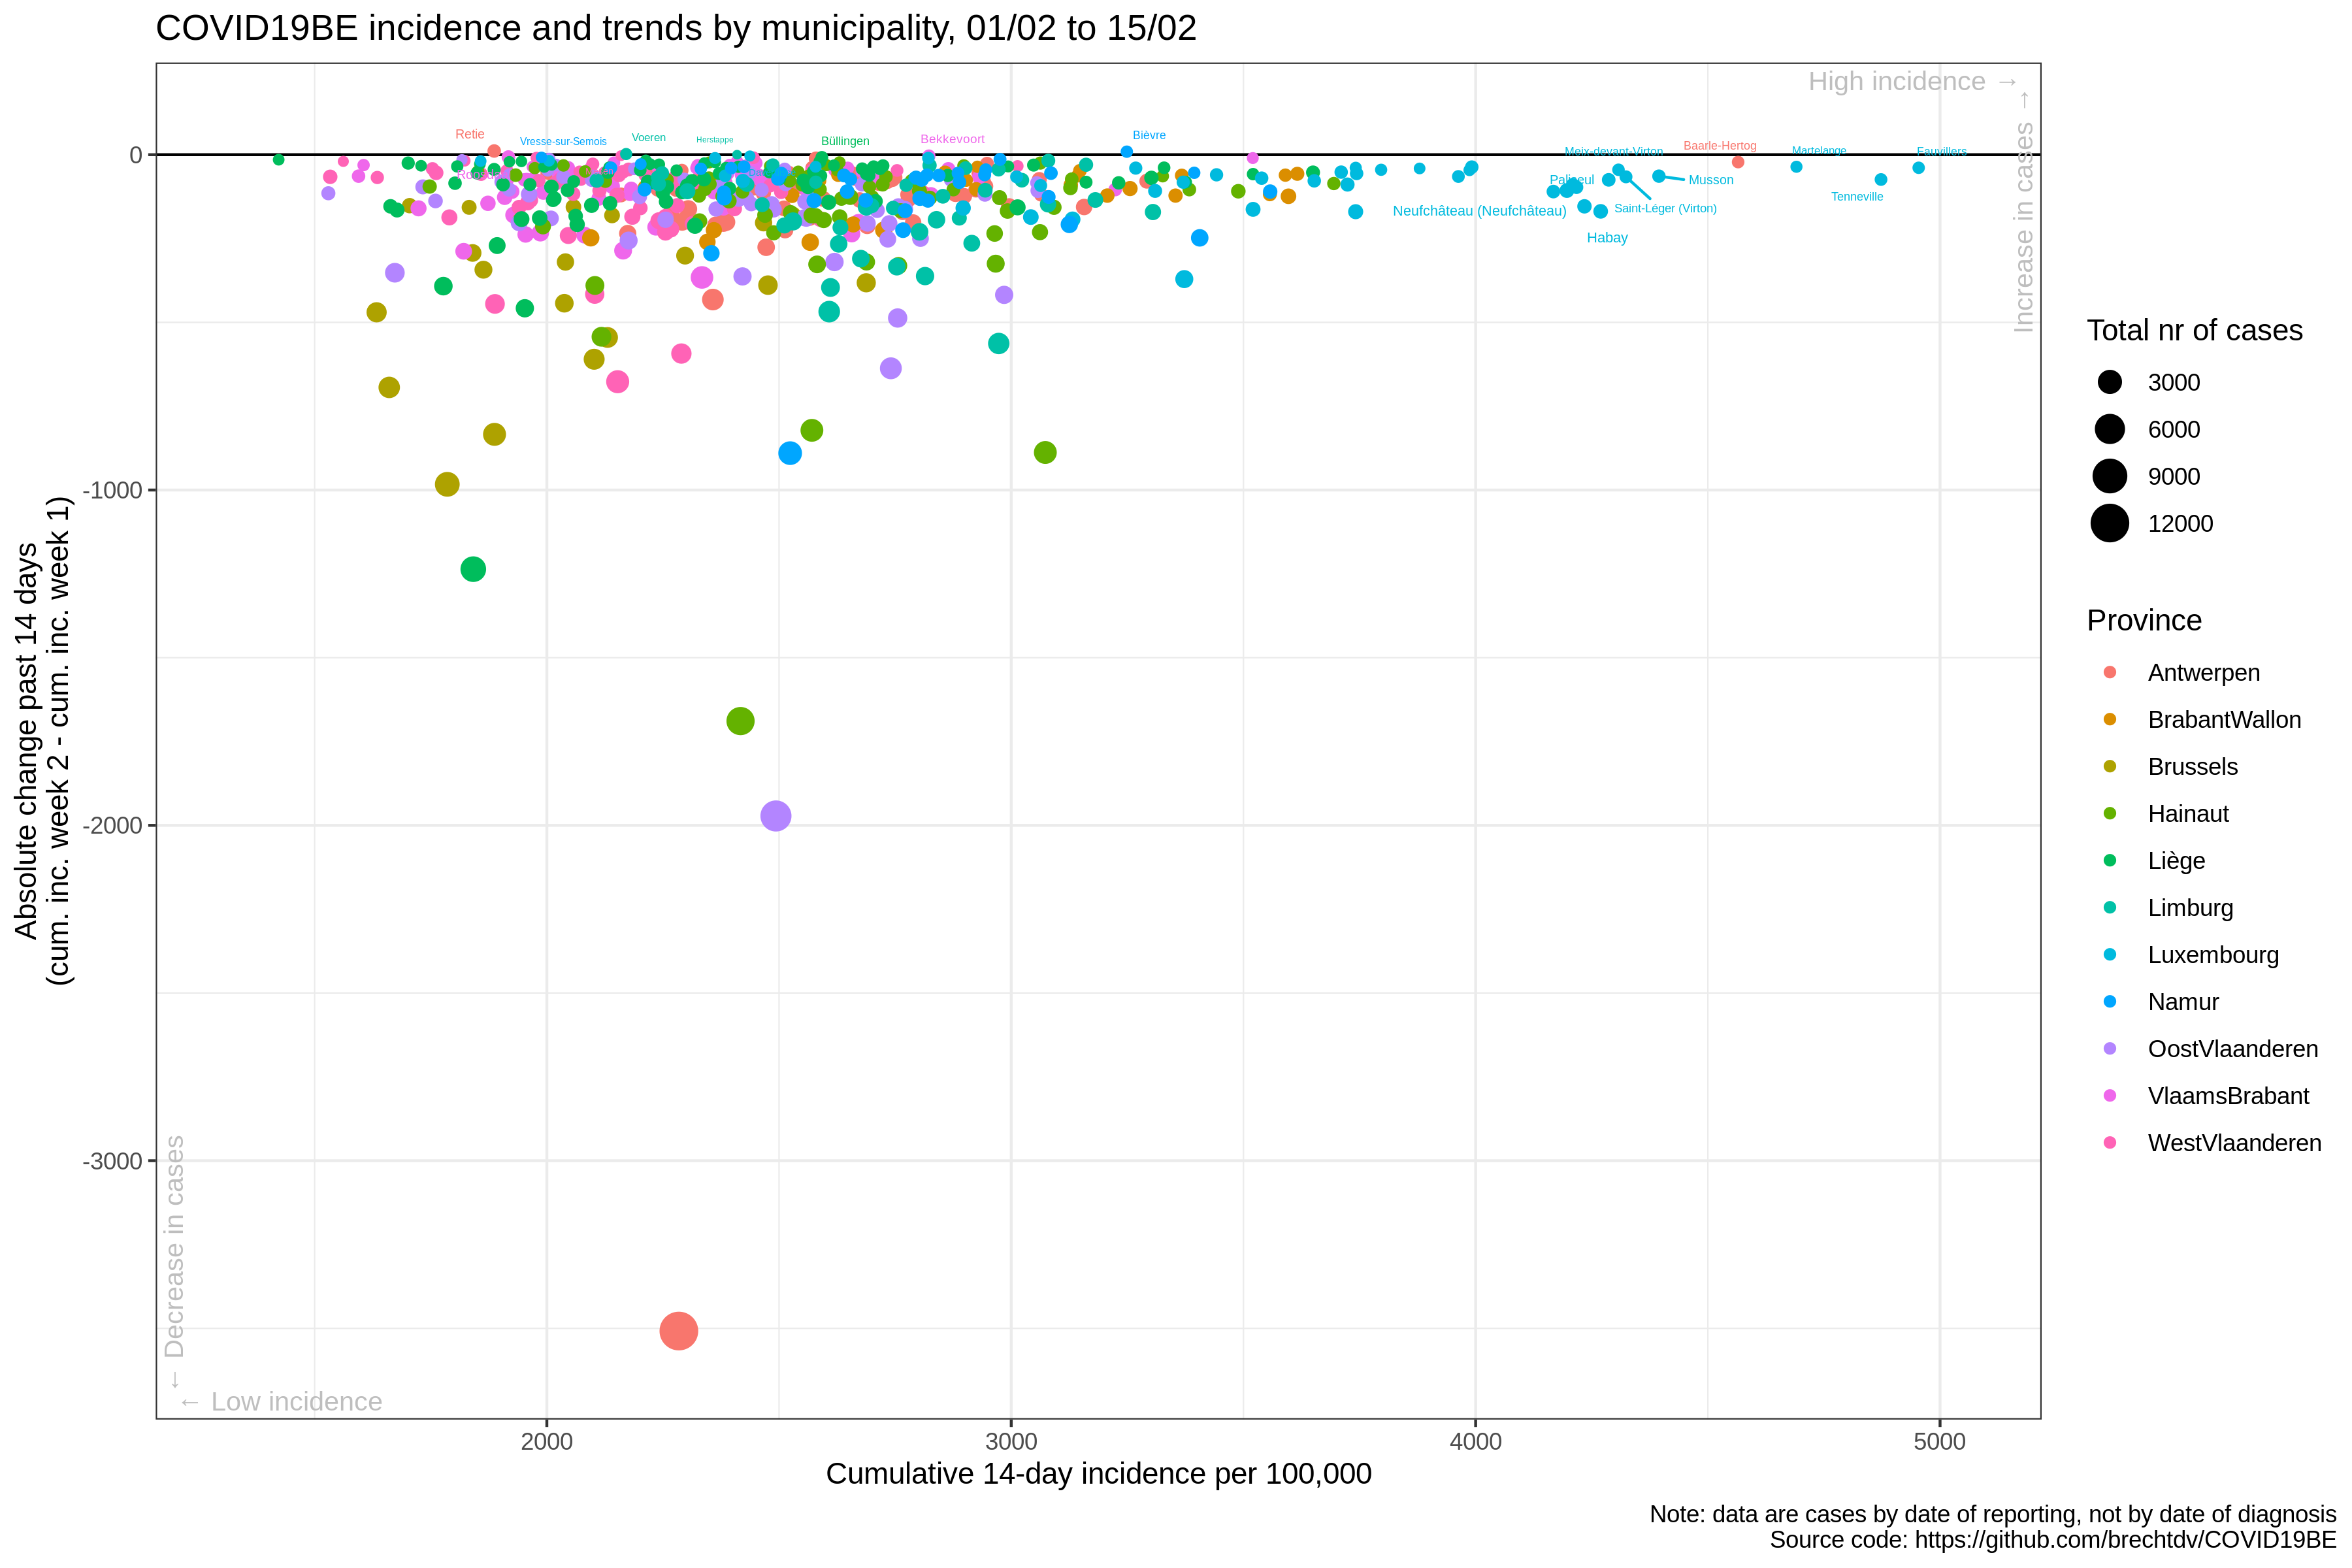 COVID19BE incidence and trends by municipality, 01/02 to 15/02
High incidence →
Increase in cases →
Retie
Vresse-sur-Semois
Voeren
Herstappe
Büllingen
Bekkevoort
Bièvre
Meix-devant-Virton
Baarle-Hertog
Martelange
Fauvillers
Paliseul
Musson
Tenneville
Neufchâteau (Neufchâteau)
Saint-Léger (Virton)
Habay
0
-1000
-2000
-3000
Absolute change past 14 days
(cum. inc. week 2 - cum. inc. week 1)
← Decrease in cases
← Low incidence
2000
3000
4000
5000
Cumulative 14-day incidence per 100,000
Total nr of cases
3000
6000
9000
12000
Province
Antwerpen
BrabantWallon
Brussels
Hainaut
Liège
Limburg
Luxembourg
Namur
OostVlaanderen
VlaamsBrabant
WestVlaanderen
Note: data are cases by date of reporting, not by date of diagnosis
Source code: https://github.com/brechtdv/COVID19BE